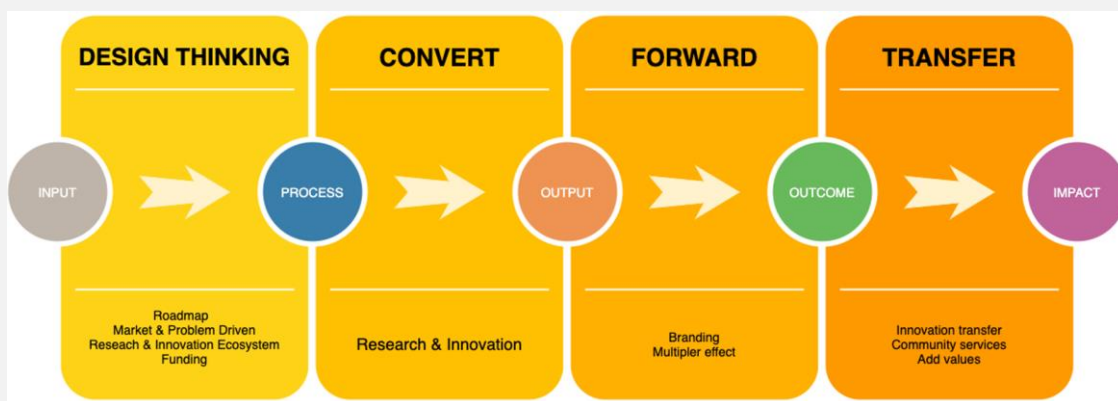 DESIGN THINKING
CONVERT
FORWARD
TRANSFER
INPUT
PROCESS
OUTPUT
OUTCOME
IMPACT
Roadmap
Market & Problem Driven
Reseach & Innovation Ecosystem
Funding
Research & Innovation
Branding
Multipler effect
Innovation transfer
Community services
Add values